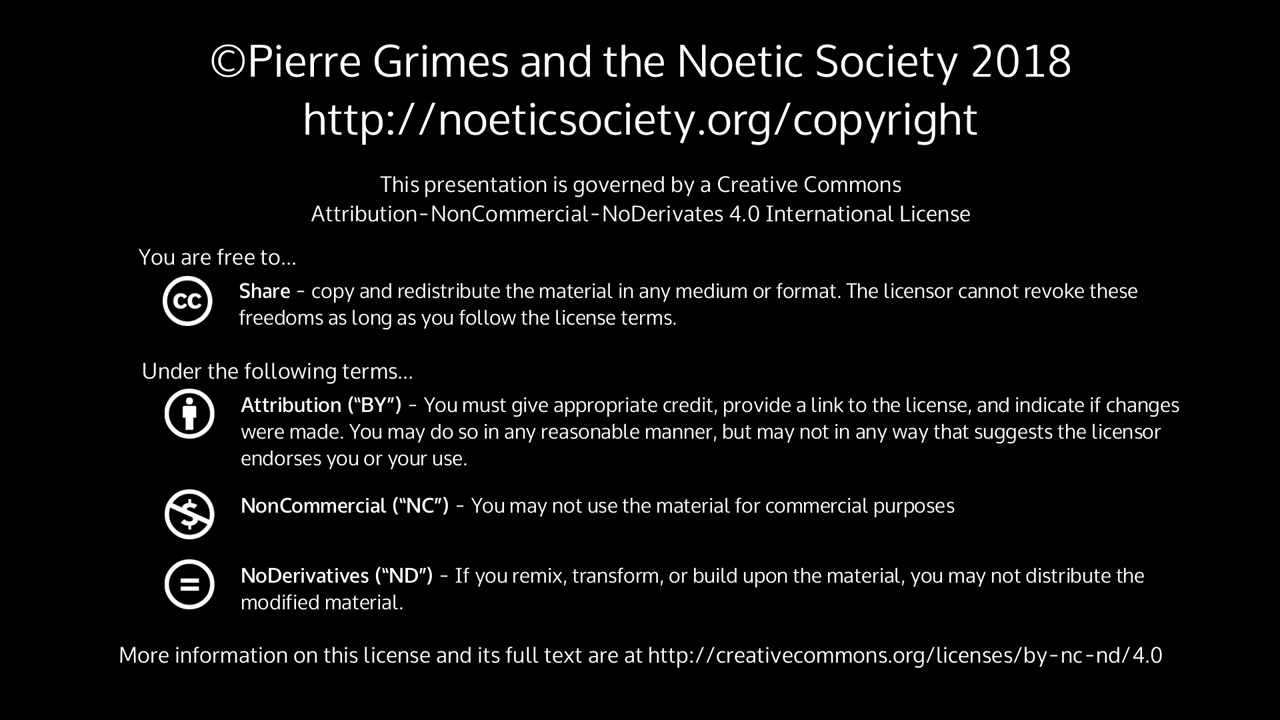 ©Pierre Grimes and the Noetic Society 2018
http://noeticsociety.org/copyright
This presentation is governed by a Creative Commons
Attribution-NonCommercial-NoDerivates 4.0 International License
You are free to...
cc
Share - copy and redistribute the material in any medium or format. The licensor cannot revoke these
freedoms as long as you follow the license terms.
Under the following terms...
Attribution (“BY”) - You must give appropriate credit, provide a link to the license, and indicate if changes
were made. You may do so in any reasonable manner, but may not in any way that suggests the licensor
endorses you or your use.
NonCommercial (“NC”) - You may not use the material for commercial purposes
NoDerivatives (“ND”) - If you remix, transform, or build upon the material, you may not distribute the
modified material.
More information on this license and its full text are at http://creativecommons.org/licenses/by-nc-nd/4.0